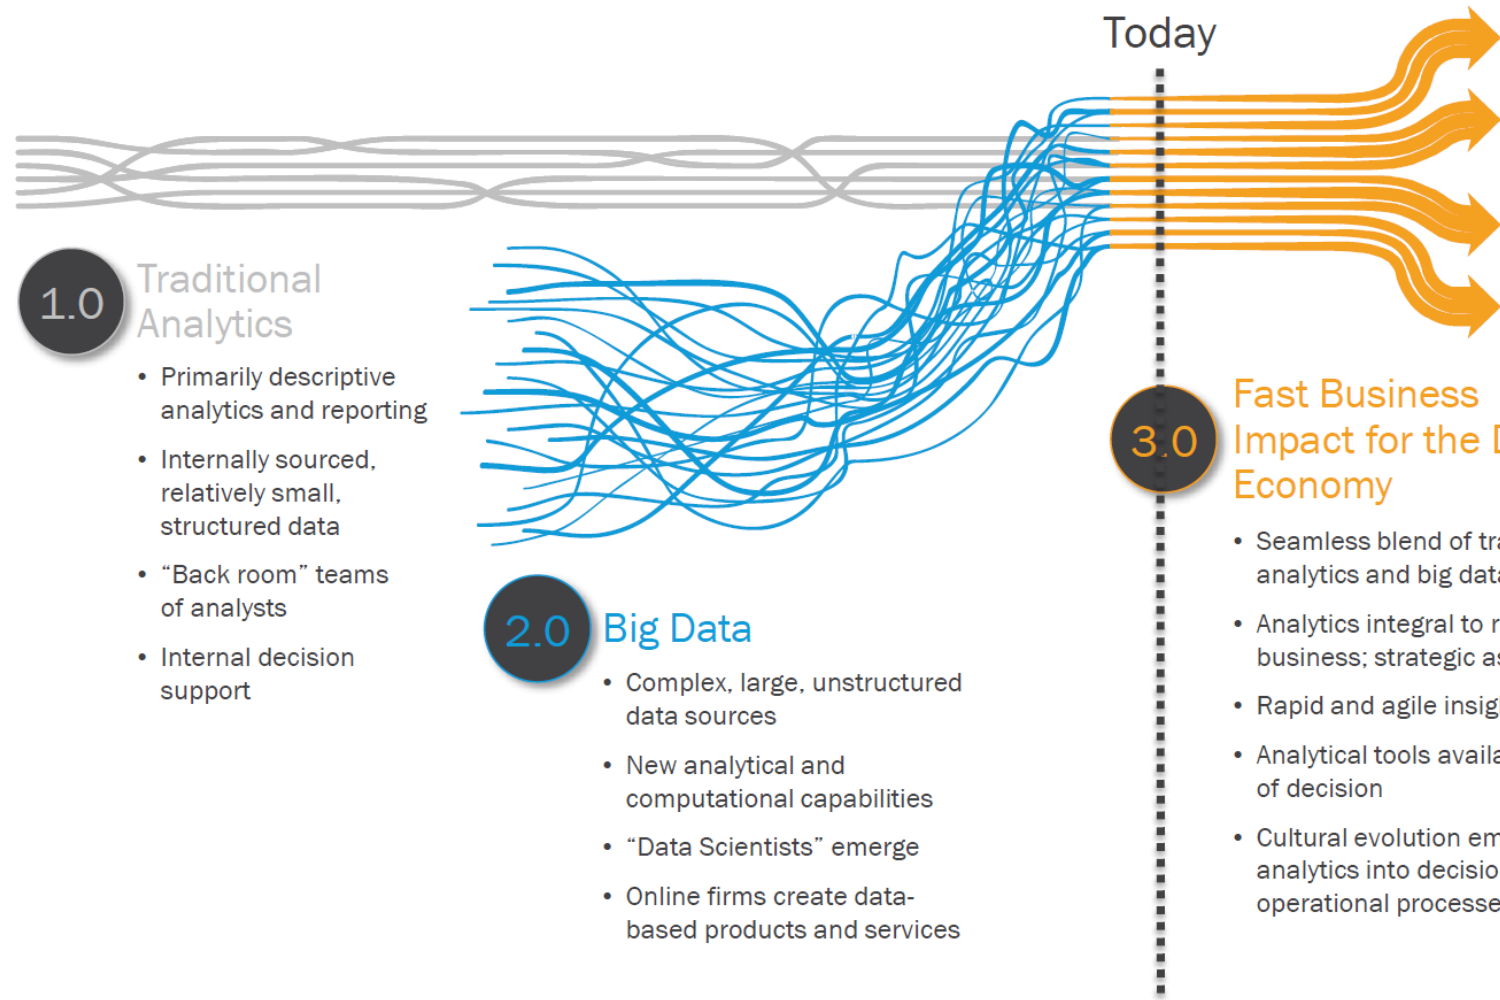 Today
1.0
Traditional
Analytics
• Primarily descriptive
analytics and reporting
• Internally sourced,
relatively small,
structured data
• “Back room” teams
of analysts
• Internal decision
support
2.0
Big Data
• Complex, large, unstructured
data sources
• New analytical and
computational capabilities
• “Data Scientists” emerge
• Online firms create data-
based products and services
3.0
Fast Business
Impact for the
Economy
• Seamless blend of
analytics and big
• Analytics integral to
business; strategic
• Rapid and agile
• Analytical tools
of decision
• Cultural evolution
analytics into
operational